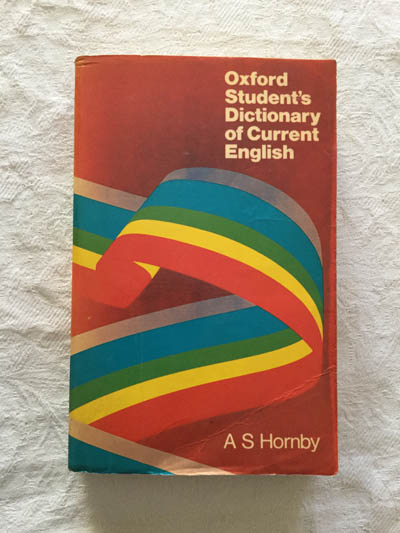 Oxford
Student's
Dictionary
of Current
English
A S Hornby